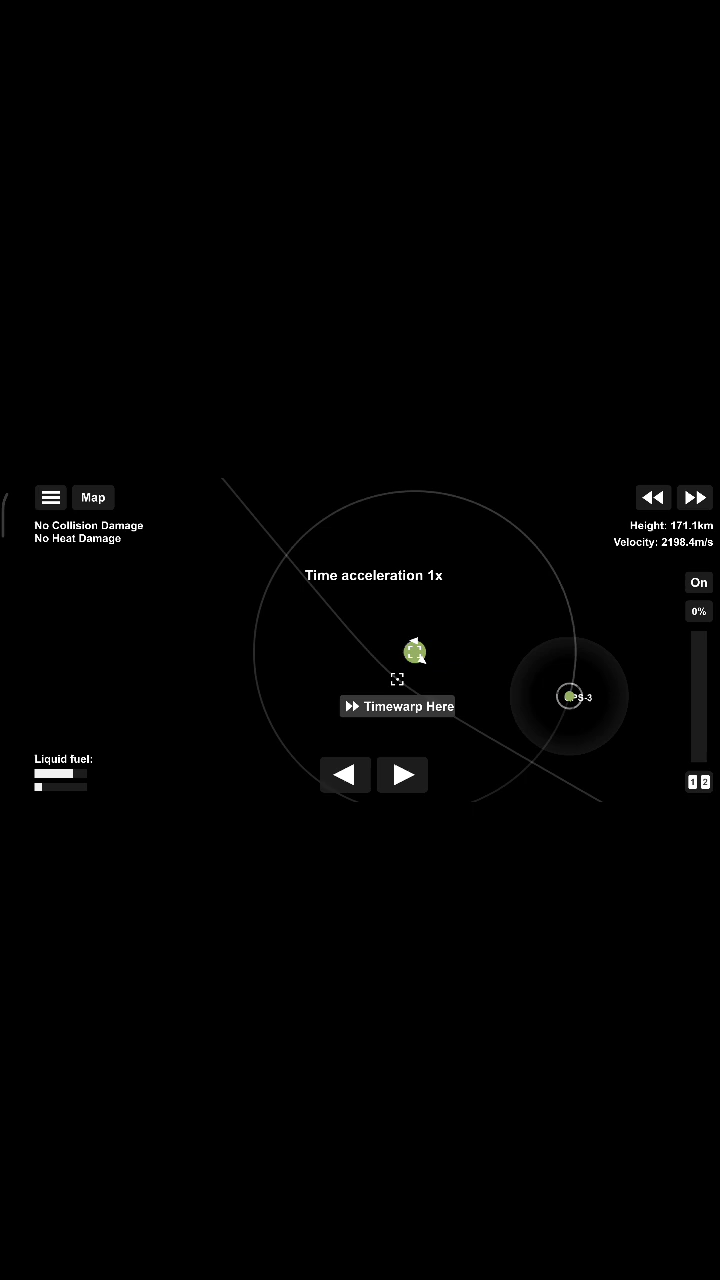 Map
No Collision Damage
No Heat Damage
Height: 171.1km
Velocity: 2198.4m/s
Time acceleration 1x
On
0%
Timewarp Here
Liquid fuel:
1 2